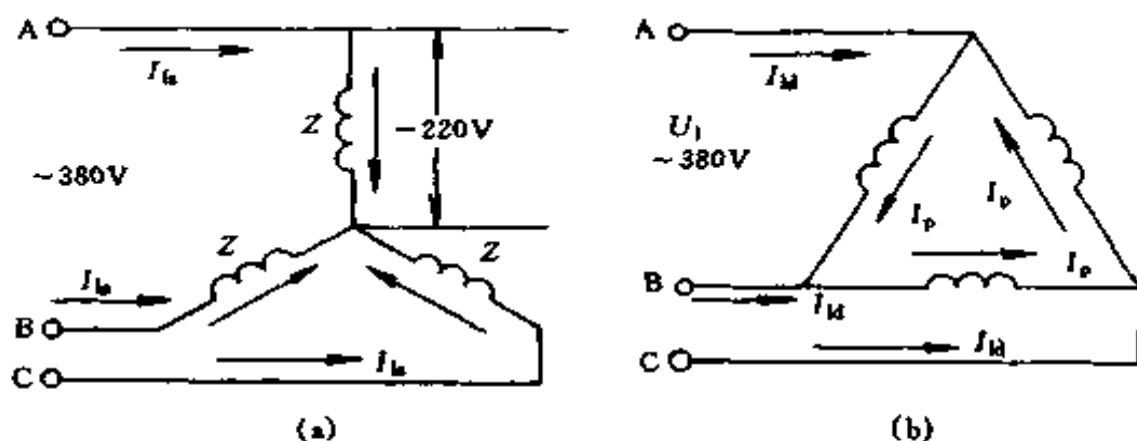 A
I_la
Z
~220V
~380V
Z
Z
I_la
B
C
I_la
(a)
A
I_ld
U_l
~380V
I_p
I_p
I_p
B
I_ld
C
I_ld
(b)